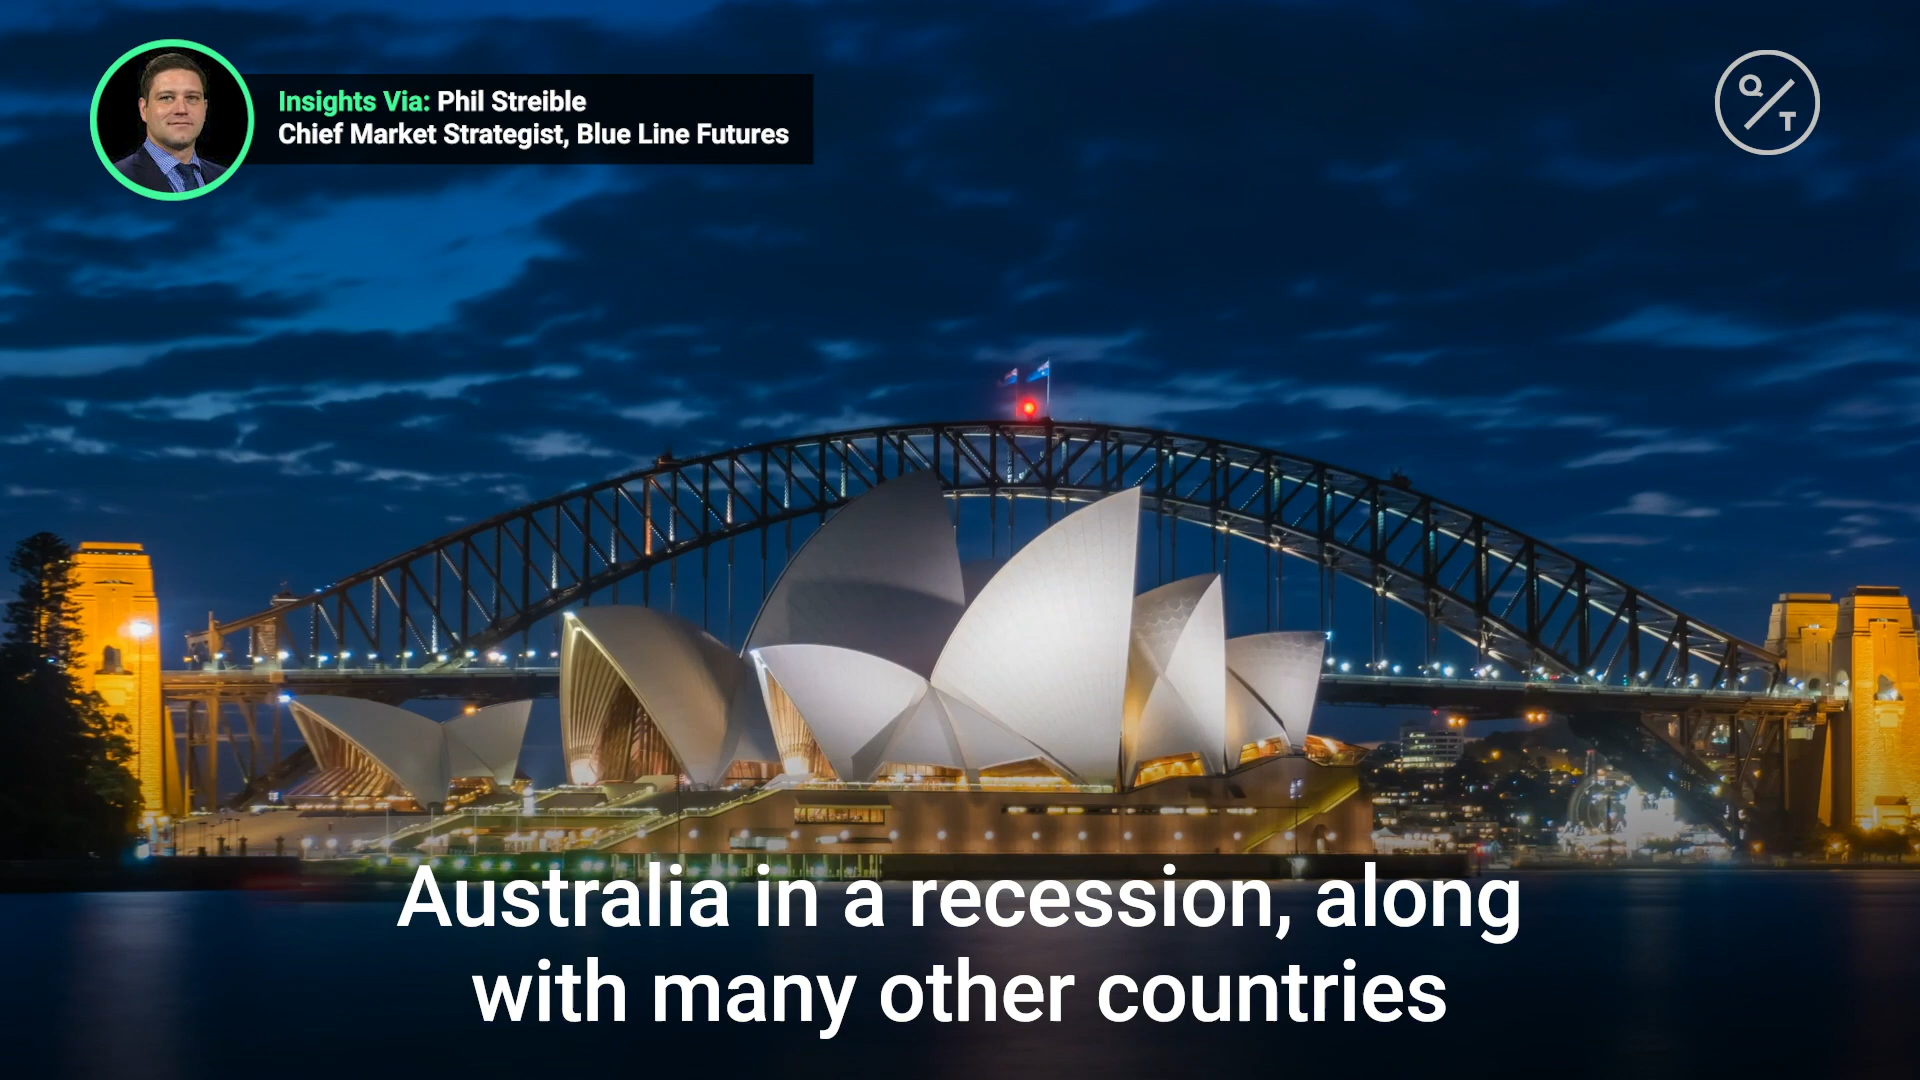 Insights Via: Phil Streible
Chief Market Strategist, Blue Line Futures
Q
T
Australia in a recession, along
with many other countries